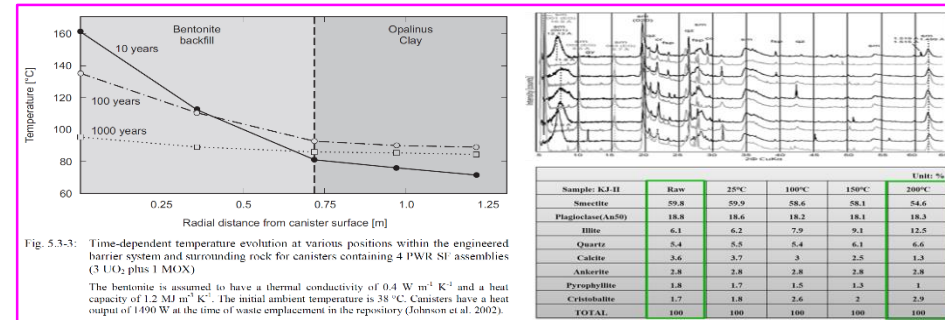 160
140
120
100
80
60
Temperature [°C]
Bentonite
backfill
Opalinus
Clay
10 years
100 years
1000 years
0.25
0.5
0.75
1.0
1.25
Radial distance from canister surface [m]
Fig. 5.3-3: Time-dependent temperature evolution at various positions within the engineered
barrier system and surrounding rock for canisters containing 4 PWR SF assemblies
(3 UO₂ plus 1 MOX)
The bentonite is assumed to have a thermal conductivity of 0.4 W m⁻¹ K⁻¹ and a heat
capacity of 1.2 MJ m⁻³ K⁻¹. The initial ambient temperature is 38 °C. Canisters have a heat
output of 1490 W at the time of waste emplacement in the repository (Johnson et al. 2002).
Unit: %
Sample: KJ-II Raw 25°C 100°C 150°C 200°C
Smectite 59.8 59.9 58.6 58.1 54.6
Plagioclase(An50) 18.8 18.6 18.2 18.1 18.3
Illite 6.1 6.2 7.9 9.1 12.5
Quartz 5.4 5.5 5.4 6.1 6.6
Calcite 3.6 3.7 3 2.5 1.3
Ankerite 2.8 2.8 2.8 2.8 2.8
Pyrophyllite 1.8 1.7 1.5 1.3 1
Cristobalite 1.7 1.8 2.6 2 2.9
TOTAL 100 100 100 100 100